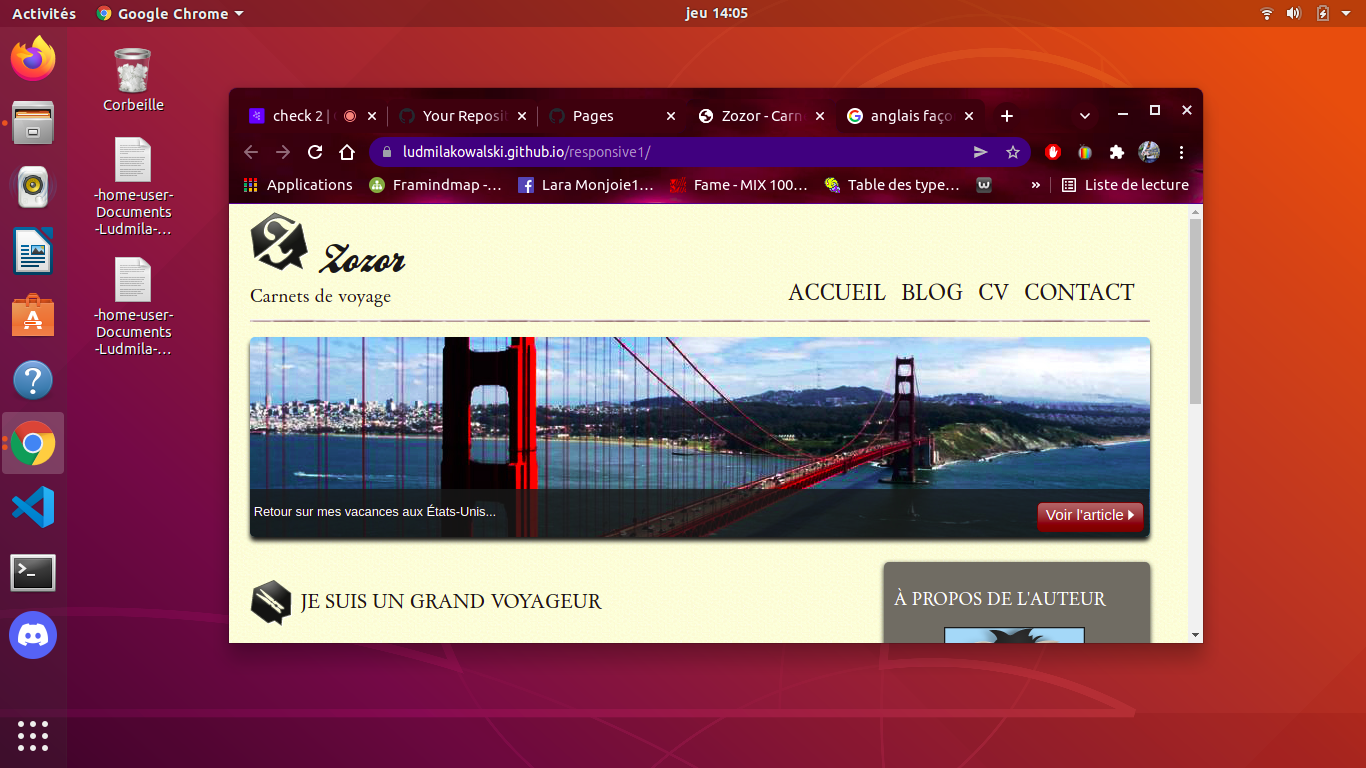 Activités Google Chrome jeu 14:05
Corbeille
-home-user-
Documents
-Ludmila-...
-home-user-
Documents
-Ludmila-...
check 2 | Your Reposit Pages Zozor - Carn anglais faço
ludmilakowalski.github.io/responsive1/
Applications Framindmap -... Lara Monjoie1... Fame - MIX 100... Table des type... w » Liste de lecture
Zozor
Carnets de voyage
ACCUEIL BLOG CV CONTACT
Retour sur mes vacances aux États-Unis...
Voir l'article
JE SUIS UN GRAND VOYAGEUR
À PROPOS DE L'AUTEUR